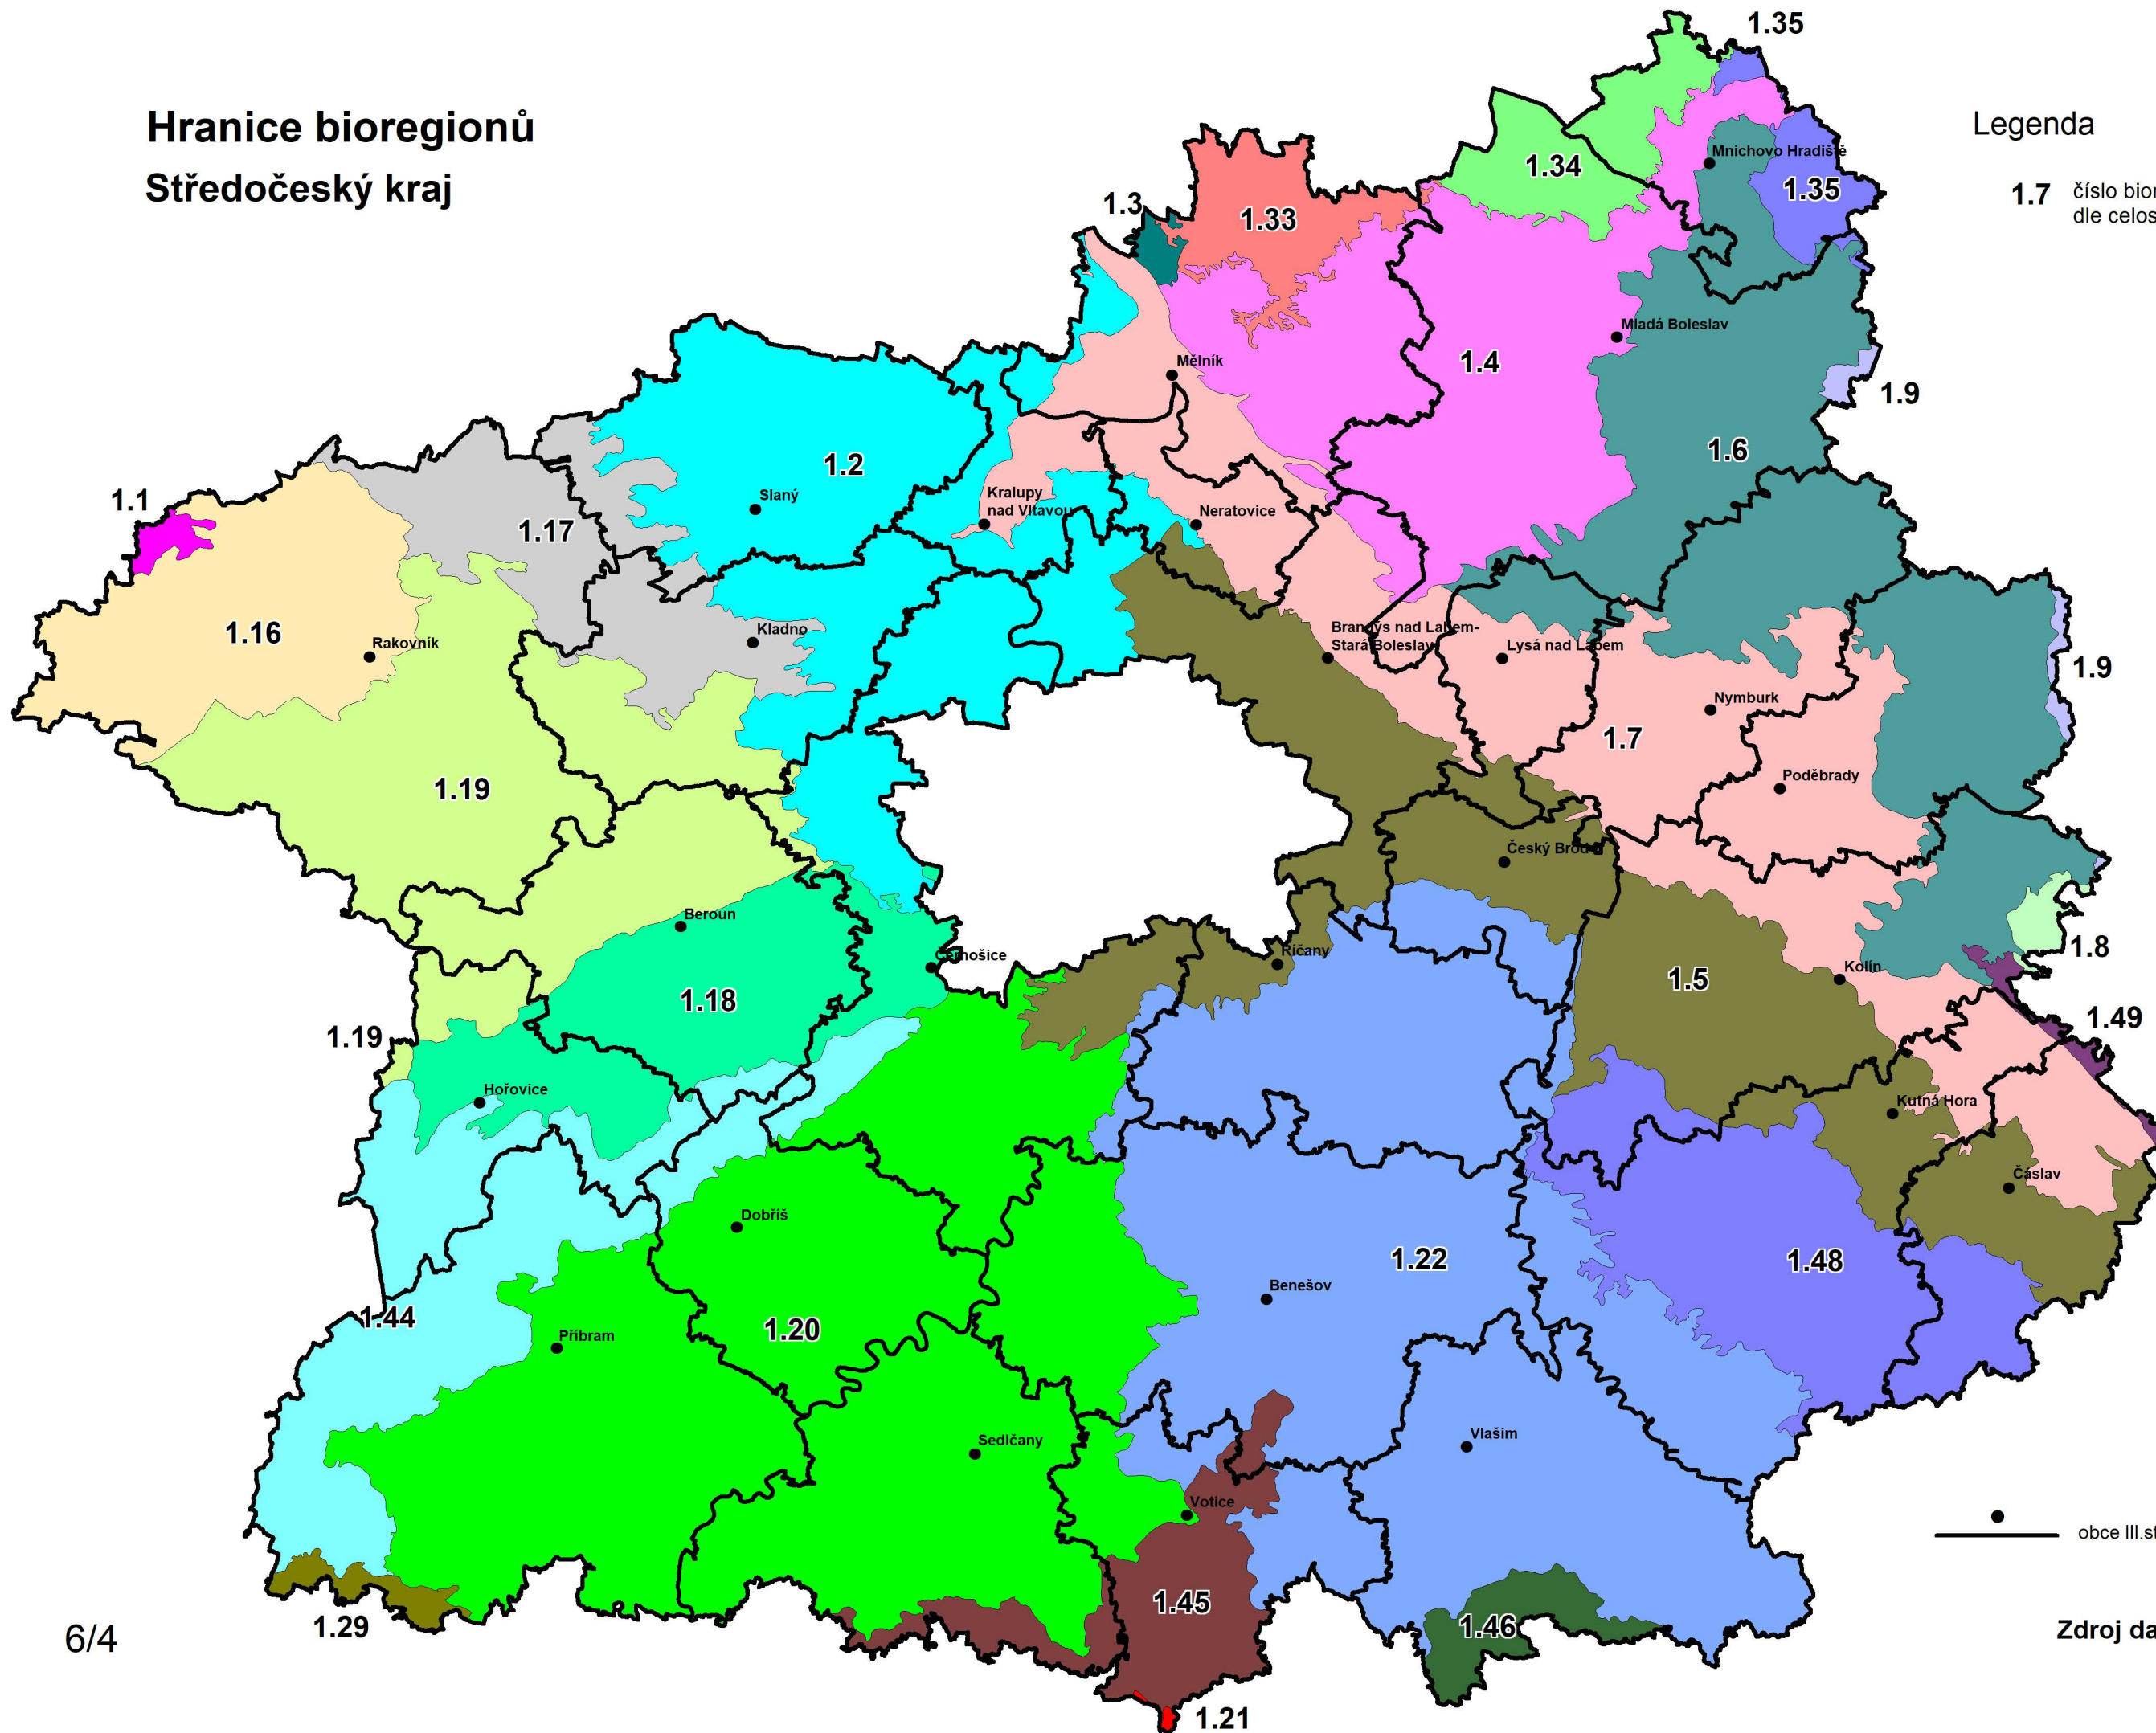 Hranice bioregionů
Středočeský kraj
Legenda
1.7 číslo bior
dle celos
1.35
1.34
Mnichovo Hradiště
1.35
1.3
1.33
Mladá Boleslav
Mělník
1.4
1.9
1.6
1.2
1.1
Slaný
Kralupy
nad Vltavou
Neratovice
1.17
1.16
Rakovník
Kladno
Brandýs nad Labem-
Stará Boleslav
Lysá nad Labem
1.9
Nymburk
1.7
Poděbrady
1.19
Český Brod
Beroun
1.8
Černošice
Říčany
Kolín
1.5
1.18
1.49
1.19
Hořovice
Kutná Hora
Čáslav
Dobříš
1.22
1.48
Benešov
1.44
1.20
Příbram
Sedlčany
Vlašim
Votice
obce III.st
1.45
1.46
1.29
6/4
Zdroj da
1.21